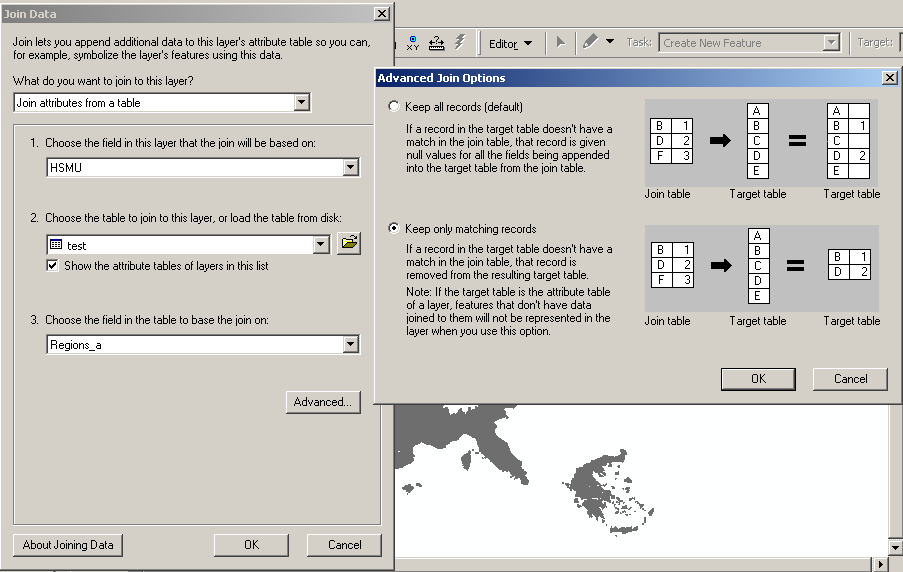 Join Data
Join lets you append additional data to this layer's attribute table so you can,
for example, symbolize the layer's features using this data.
What do you want to join to this layer?
Join attributes from a table
1. Choose the field in this layer that the join will be based on:
HSMU
2. Choose the table to join to this layer, or load the table from disk:
test
Show the attribute tables of layers in this list
3. Choose the field in the table to base the join on:
Regions_a
Advanced...
About Joining Data
OK
Cancel
XY
Editor
Task:
Create New Feature
Target:
Advanced Join Options
Keep all records (default)
If a record in the target table doesn't have a
match in the join table, that record is given
null values for all the fields being appended
into the target table from the join table.
B 1
D 2
F 3
Join table
A
B
C
D
E
Target table
A
B 1
C
D 2
E
Target table
Keep only matching records
If a record in the target table doesn't have a
match in the join table, that record is
removed from the resulting target table.
Note: If the target table is the attribute table
of a layer, features that don't have data
joined to them will not be represented in the
layer when you use this option.
B 1
D 2
F 3
Join table
A
B
C
D
E
Target table
B 1
D 2
Target table
OK
Cancel